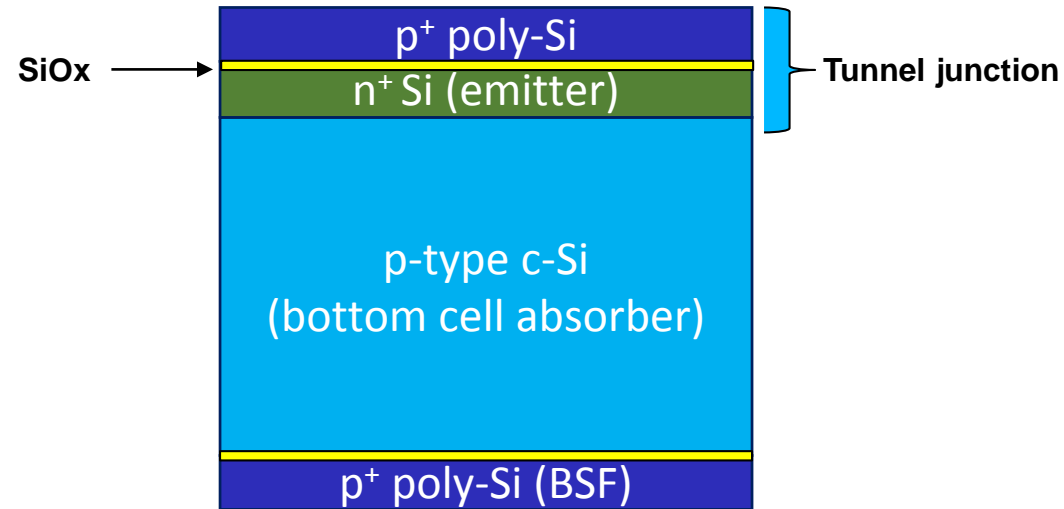 p⁺ poly-Si
SiOx
Tunnel junction
n⁺ Si (emitter)
p-type c-Si
(bottom cell absorber)
p⁺ poly-Si (BSF)